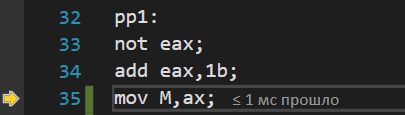 32 pp1:
33 not eax;
34 add eax,1b;
35 mov M,ax; ≤ 1 мс прошло